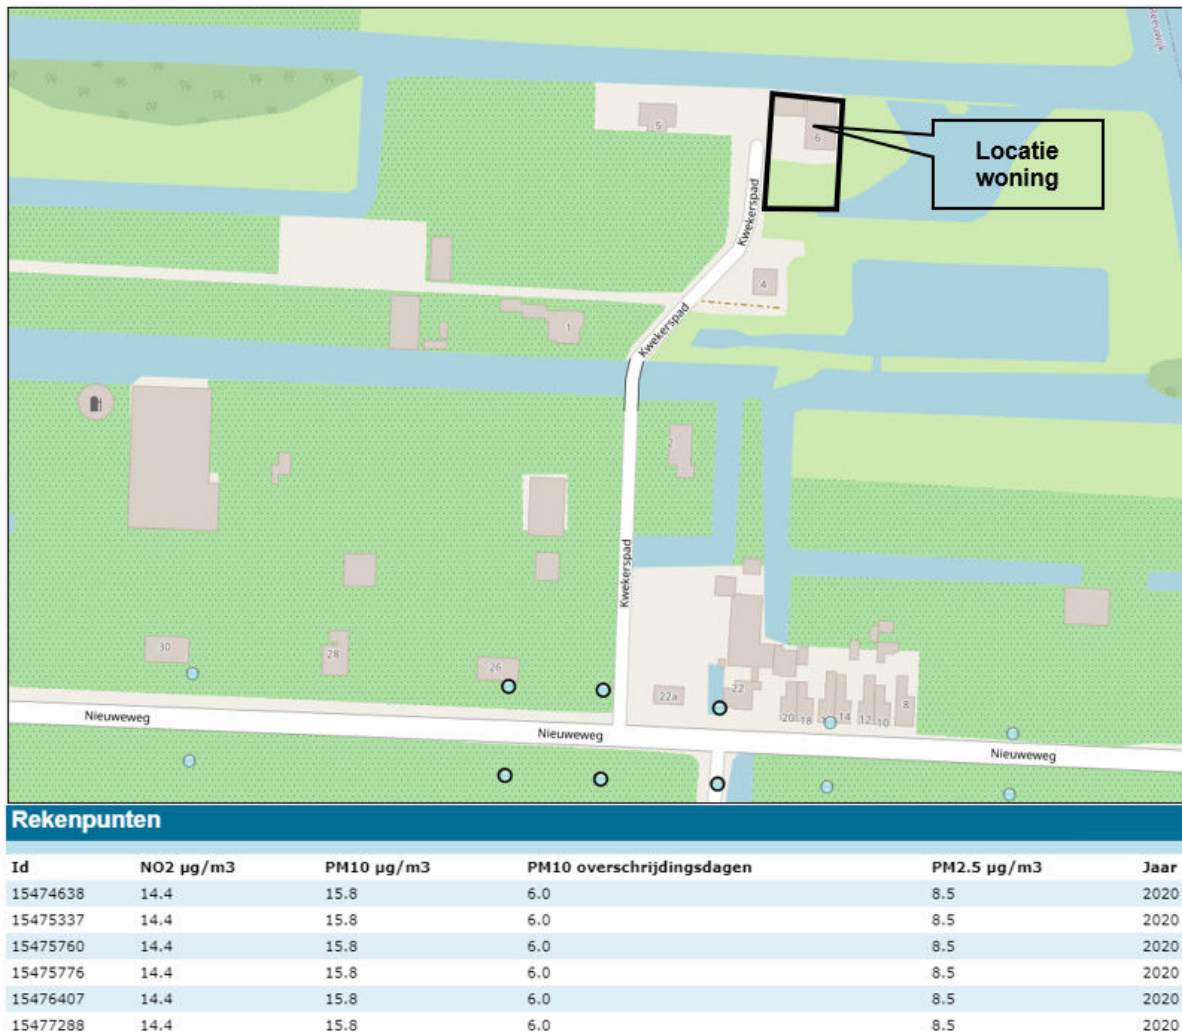 Reeuwijk
5
6
Locatie
woning
Kwekerspad
4
Kwekerspad
1
2
Kwekerspad
30
28
26
22a
22
20 18
14
12 10
8
Nieuweweg
Nieuweweg
Nieuweweg
Rekenpunten
Id NO2 µg/m3 PM10 µg/m3 PM10 overschrijdingsdagen PM2.5 µg/m3 Jaar
15474638 14.4 15.8 6.0 8.5 2020
15475337 14.4 15.8 6.0 8.5 2020
15475760 14.4 15.8 6.0 8.5 2020
15475776 14.4 15.8 6.0 8.5 2020
15476407 14.4 15.8 6.0 8.5 2020
15477288 14.4 15.8 6.0 8.5 2020